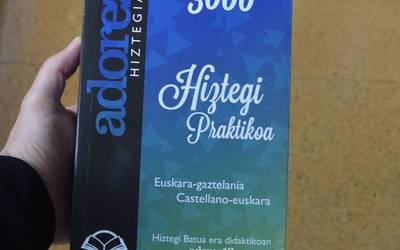 3000
adorez
HIZTEGIA
Hiztegi
Praktikoa
Euskara-gaztelania
Castellano-euskara
Hiztegi Batua era didaktikoan